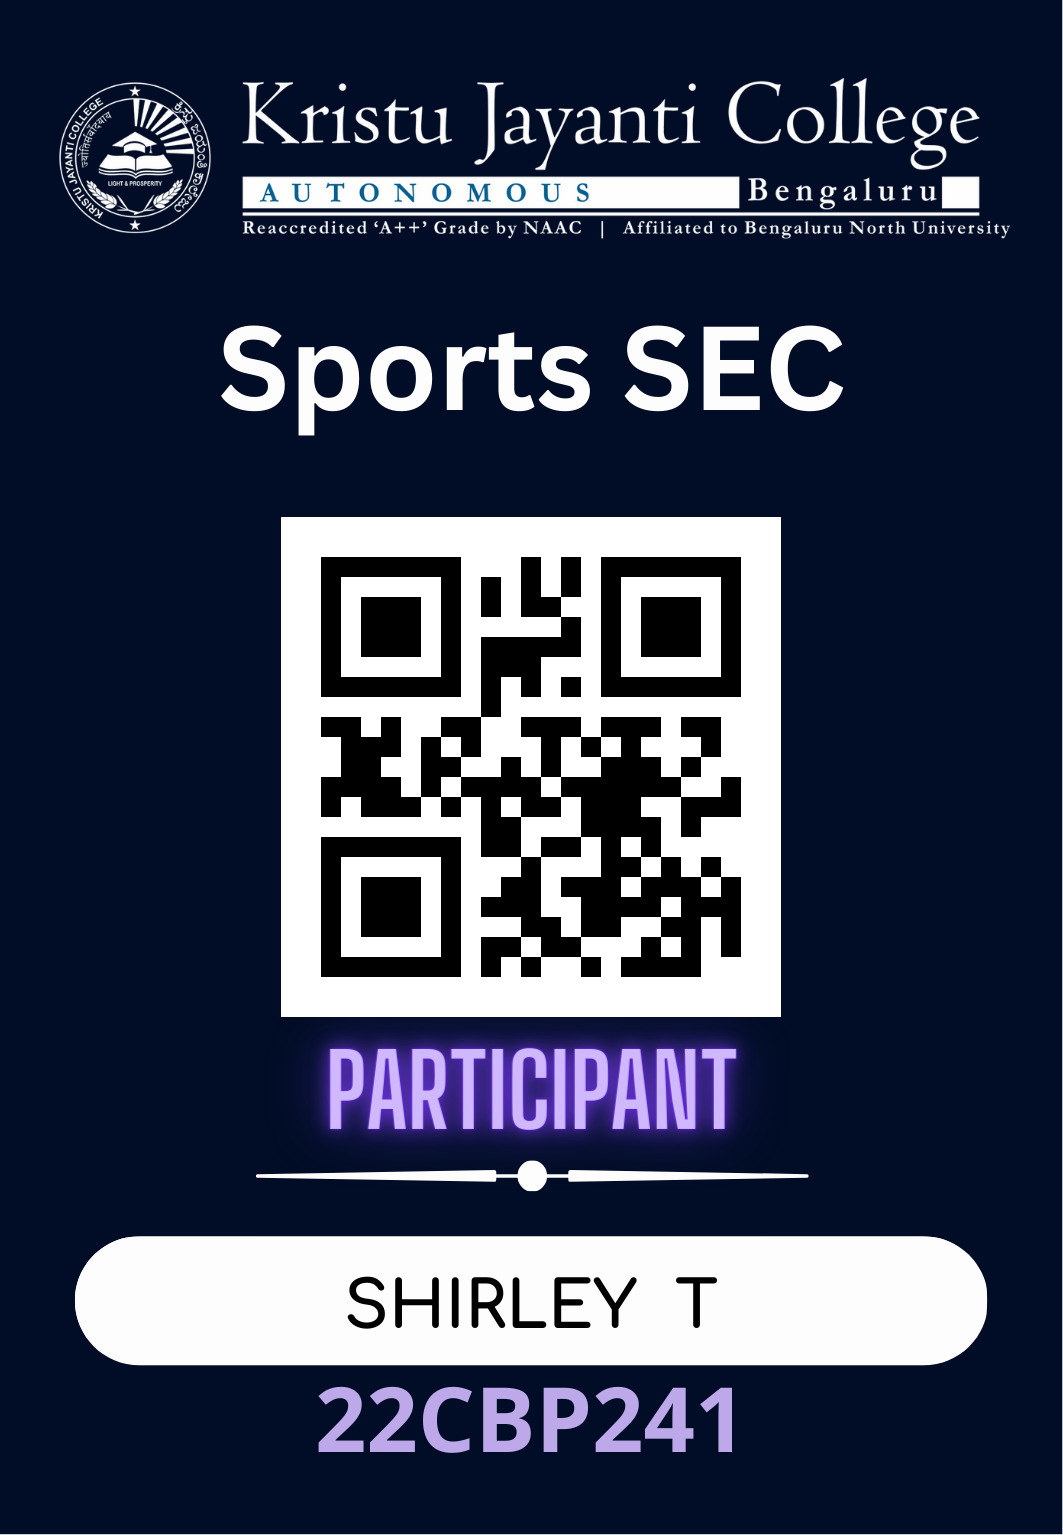 KRISTU JAYANTI COLLEGE
ಕ್ರಿಸ್ತು ಜಯಂತಿ ಕಾಲೇಜು
LIGHT & PROSPERITY
Kristu Jayanti College
AUTONOMOUS Bengaluru
Reaccredited ‘A++’ Grade by NAAC | Affiliated to Bengaluru North University
Sports SEC
PARTICIPANT
SHIRLEY T
22CBP241